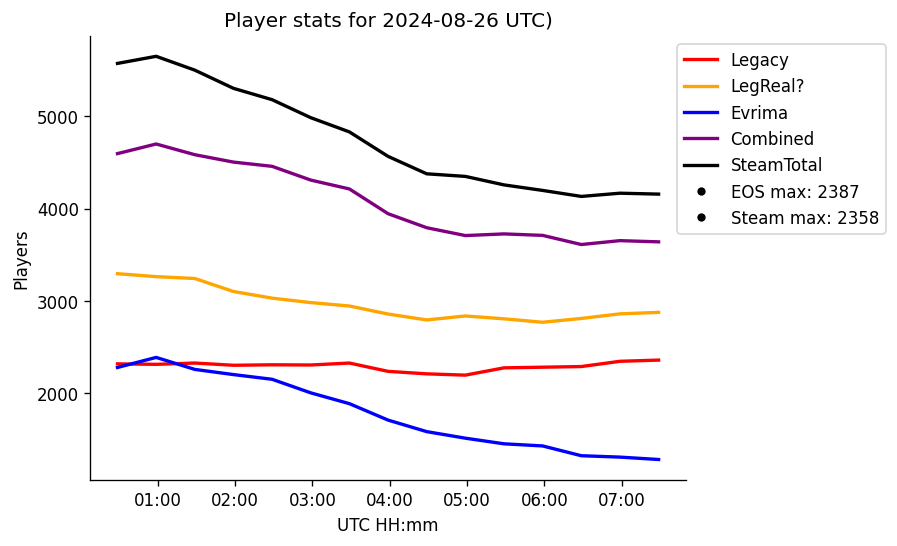 Player stats for 2024-08-26 UTC)
Legacy
LegReal?
Evrima
Combined
SteamTotal
EOS max: 2387
Steam max: 2358
Players
5000
4000
3000
2000
01:00 02:00 03:00 04:00 05:00 06:00 07:00
UTC HH:mm